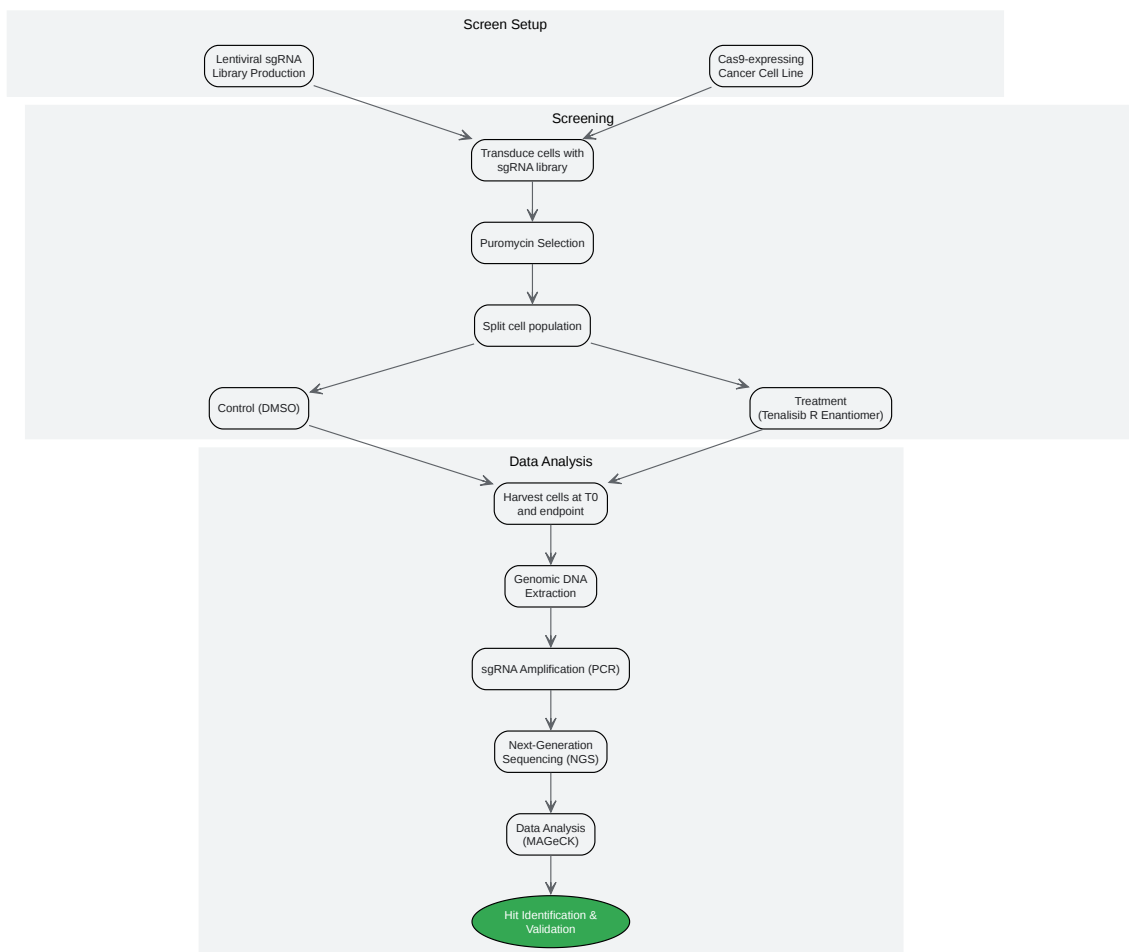 Screen Setup
Lentiviral sgRNA
Library Production
Cas9-expressing
Cancer Cell Line
Screening
Transduce cells with
sgRNA library
Puromycin Selection
Split cell population
Control (DMSO)
Treatment
(Tenalisib R Enantiomer)
Data Analysis
Harvest cells at T0
and endpoint
Genomic DNA
Extraction
sgRNA Amplification (PCR)
Next-Generation
Sequencing (NGS)
Data Analysis
(MAGeCK)
Hit Identification &
Validation